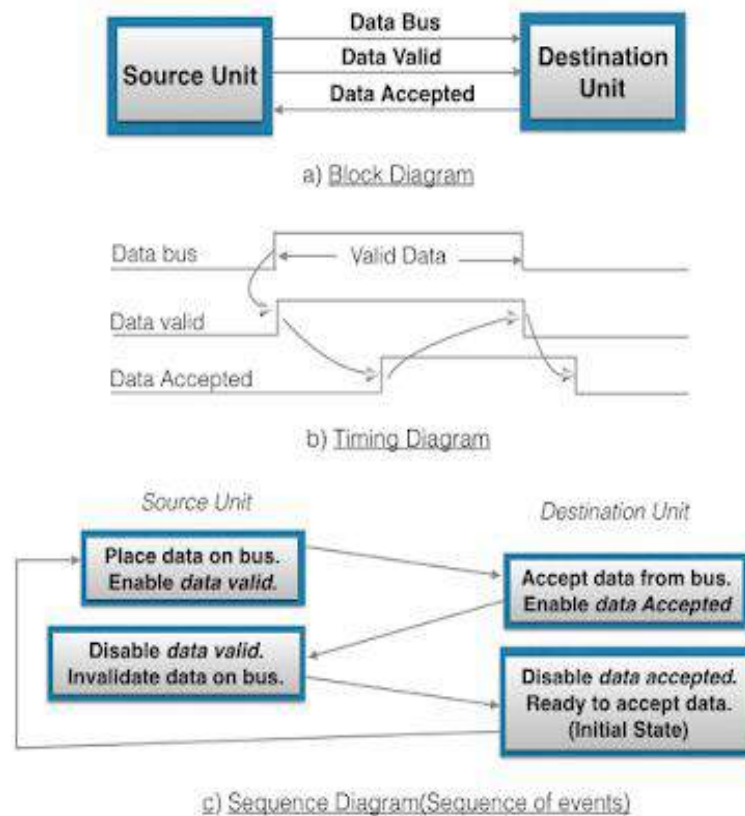 Data Bus
Data Valid
Data Accepted
Source Unit
Destination
Unit
a) Block Diagram
Data bus
Valid Data
Data valid
Data Accepted
b) Timing Diagram
Source Unit
Destination Unit
Place data on bus.
Enable data valid.
Accept data from bus.
Enable data Accepted
Disable data valid.
Invalidate data on bus.
Disable data accepted.
Ready to accept data.
(Initial State)
c) Sequence Diagram(Sequence of events)